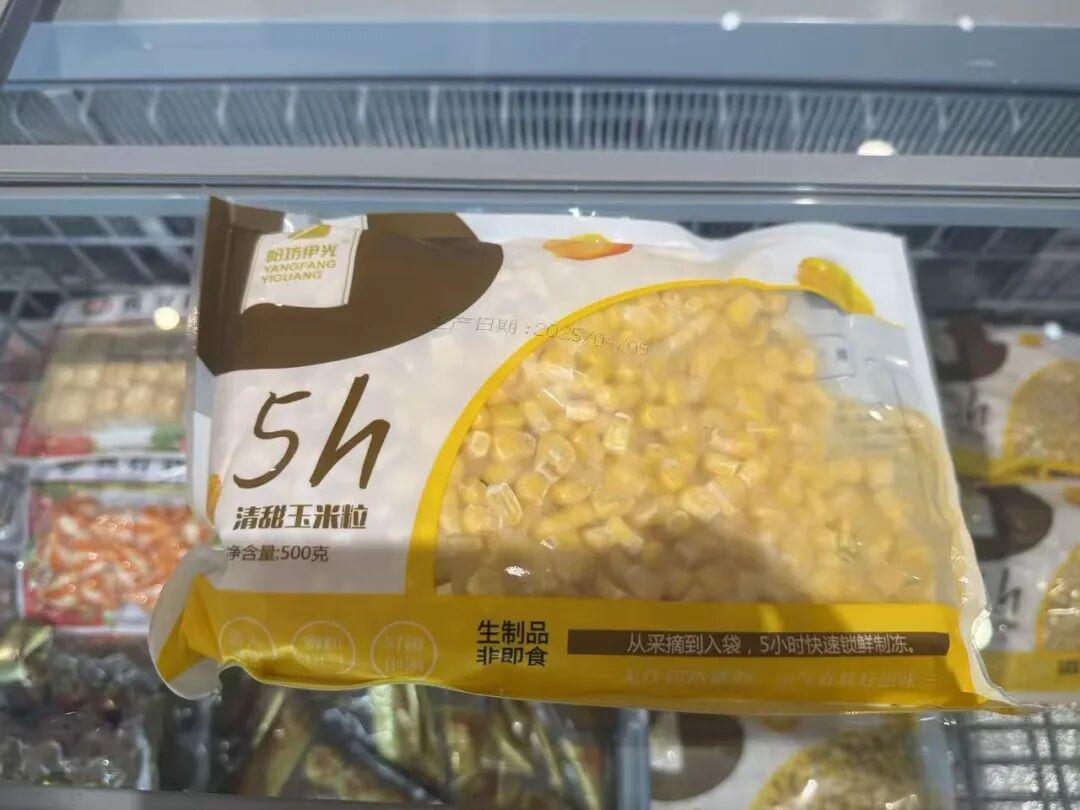 阳坊伊光
YANGFANG
YIGUANG
生产日期:2025/04/09
5h
清甜玉米粒
净含量:500克
生制品
非即食
从采摘到入袋，5小时快速锁鲜制冻。
h